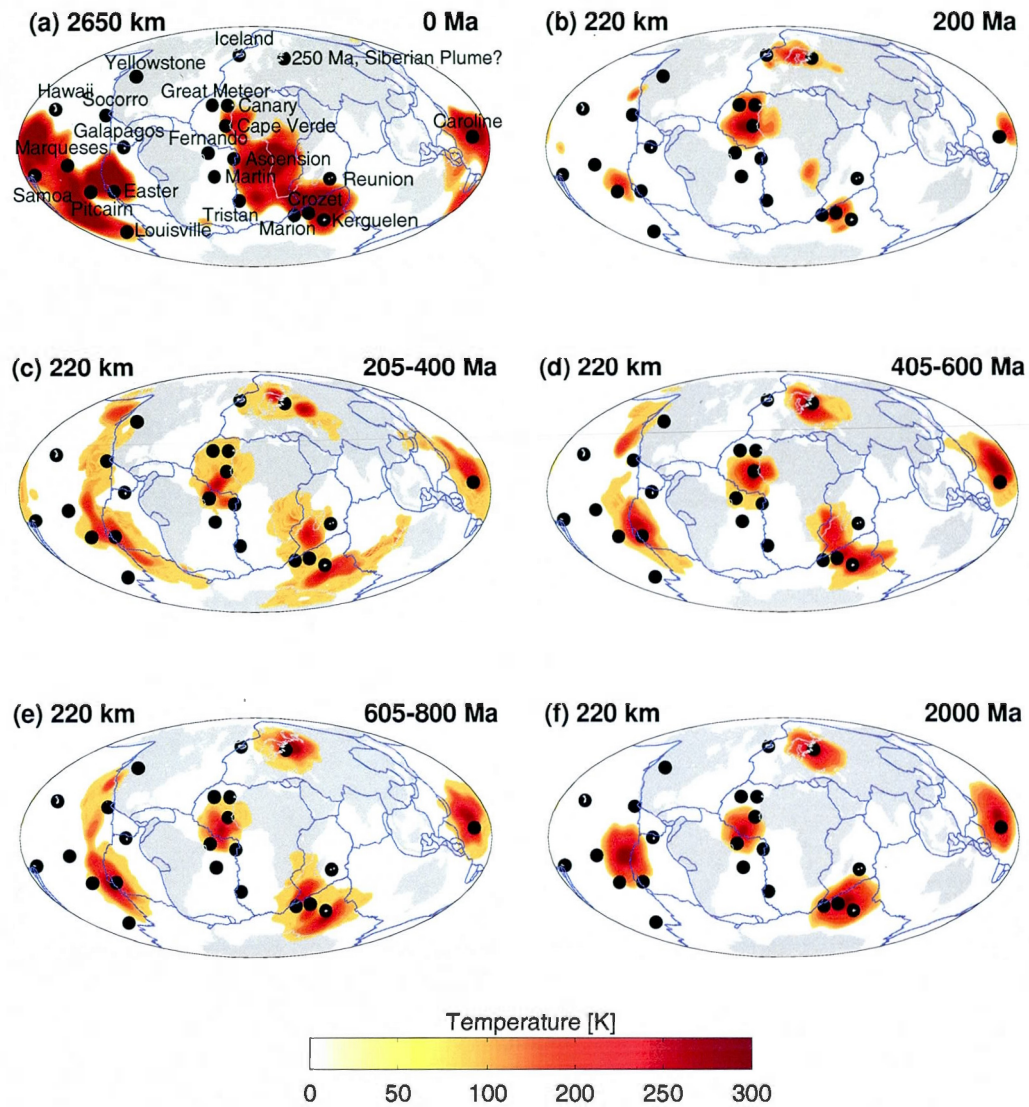 (a) 2650 km 0 Ma
Iceland
250 Ma, Siberian Plume?
Yellowstone
Hawaii
Socorro
Great Meteor
Canary
Cape Verde
Galapagos
Fernando
Caroline
Marqueses
Ascension
Martin
Reunion
Samoa
Easter
Pitcairn
Crozet
Tristan
Kerguelen
Louisville
Marion
(b) 220 km 200 Ma
(c) 220 km 205-400 Ma
(d) 220 km 405-600 Ma
(e) 220 km 605-800 Ma
(f) 220 km 2000 Ma
Temperature [K]
0 50 100 150 200 250 300